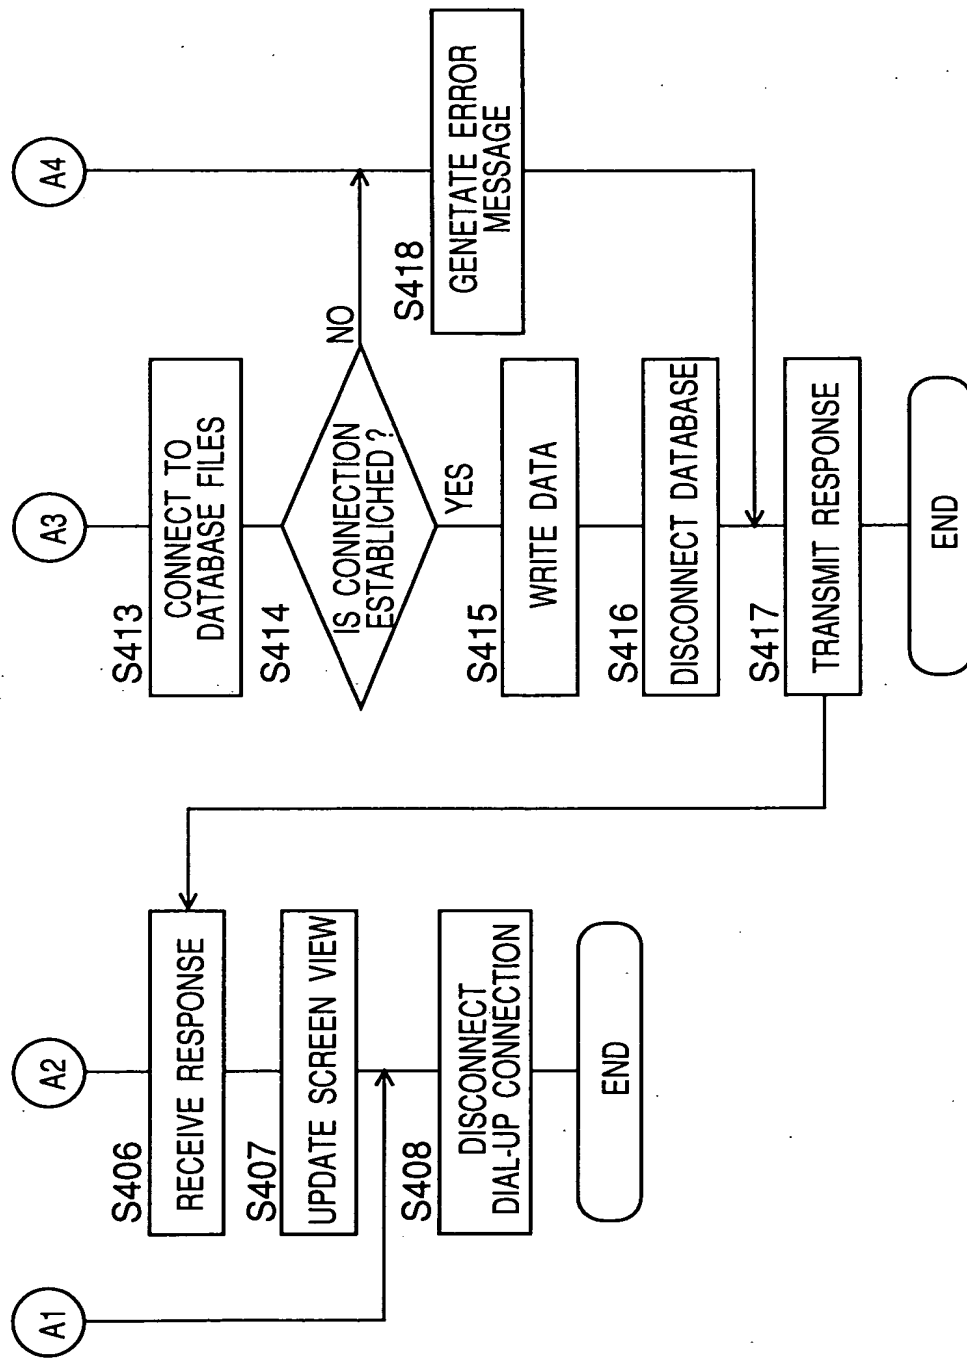 A1
A2
S406
RECEIVE RESPONSE
S407
UPDATE SCREEN VIEW
S408
DISCONNECT
DIAL-UP CONNECTION
END
A3
S413
CONNECT TO
DATABASE FILES
S414
IS CONNECTION
ESTABLICHED ?
NO
YES
S415
WRITE DATA
S416
DISCONNECT DATABASE
S417
TRANSMIT RESPONSE
END
A4
S418
GENETATE ERROR
MESSAGE